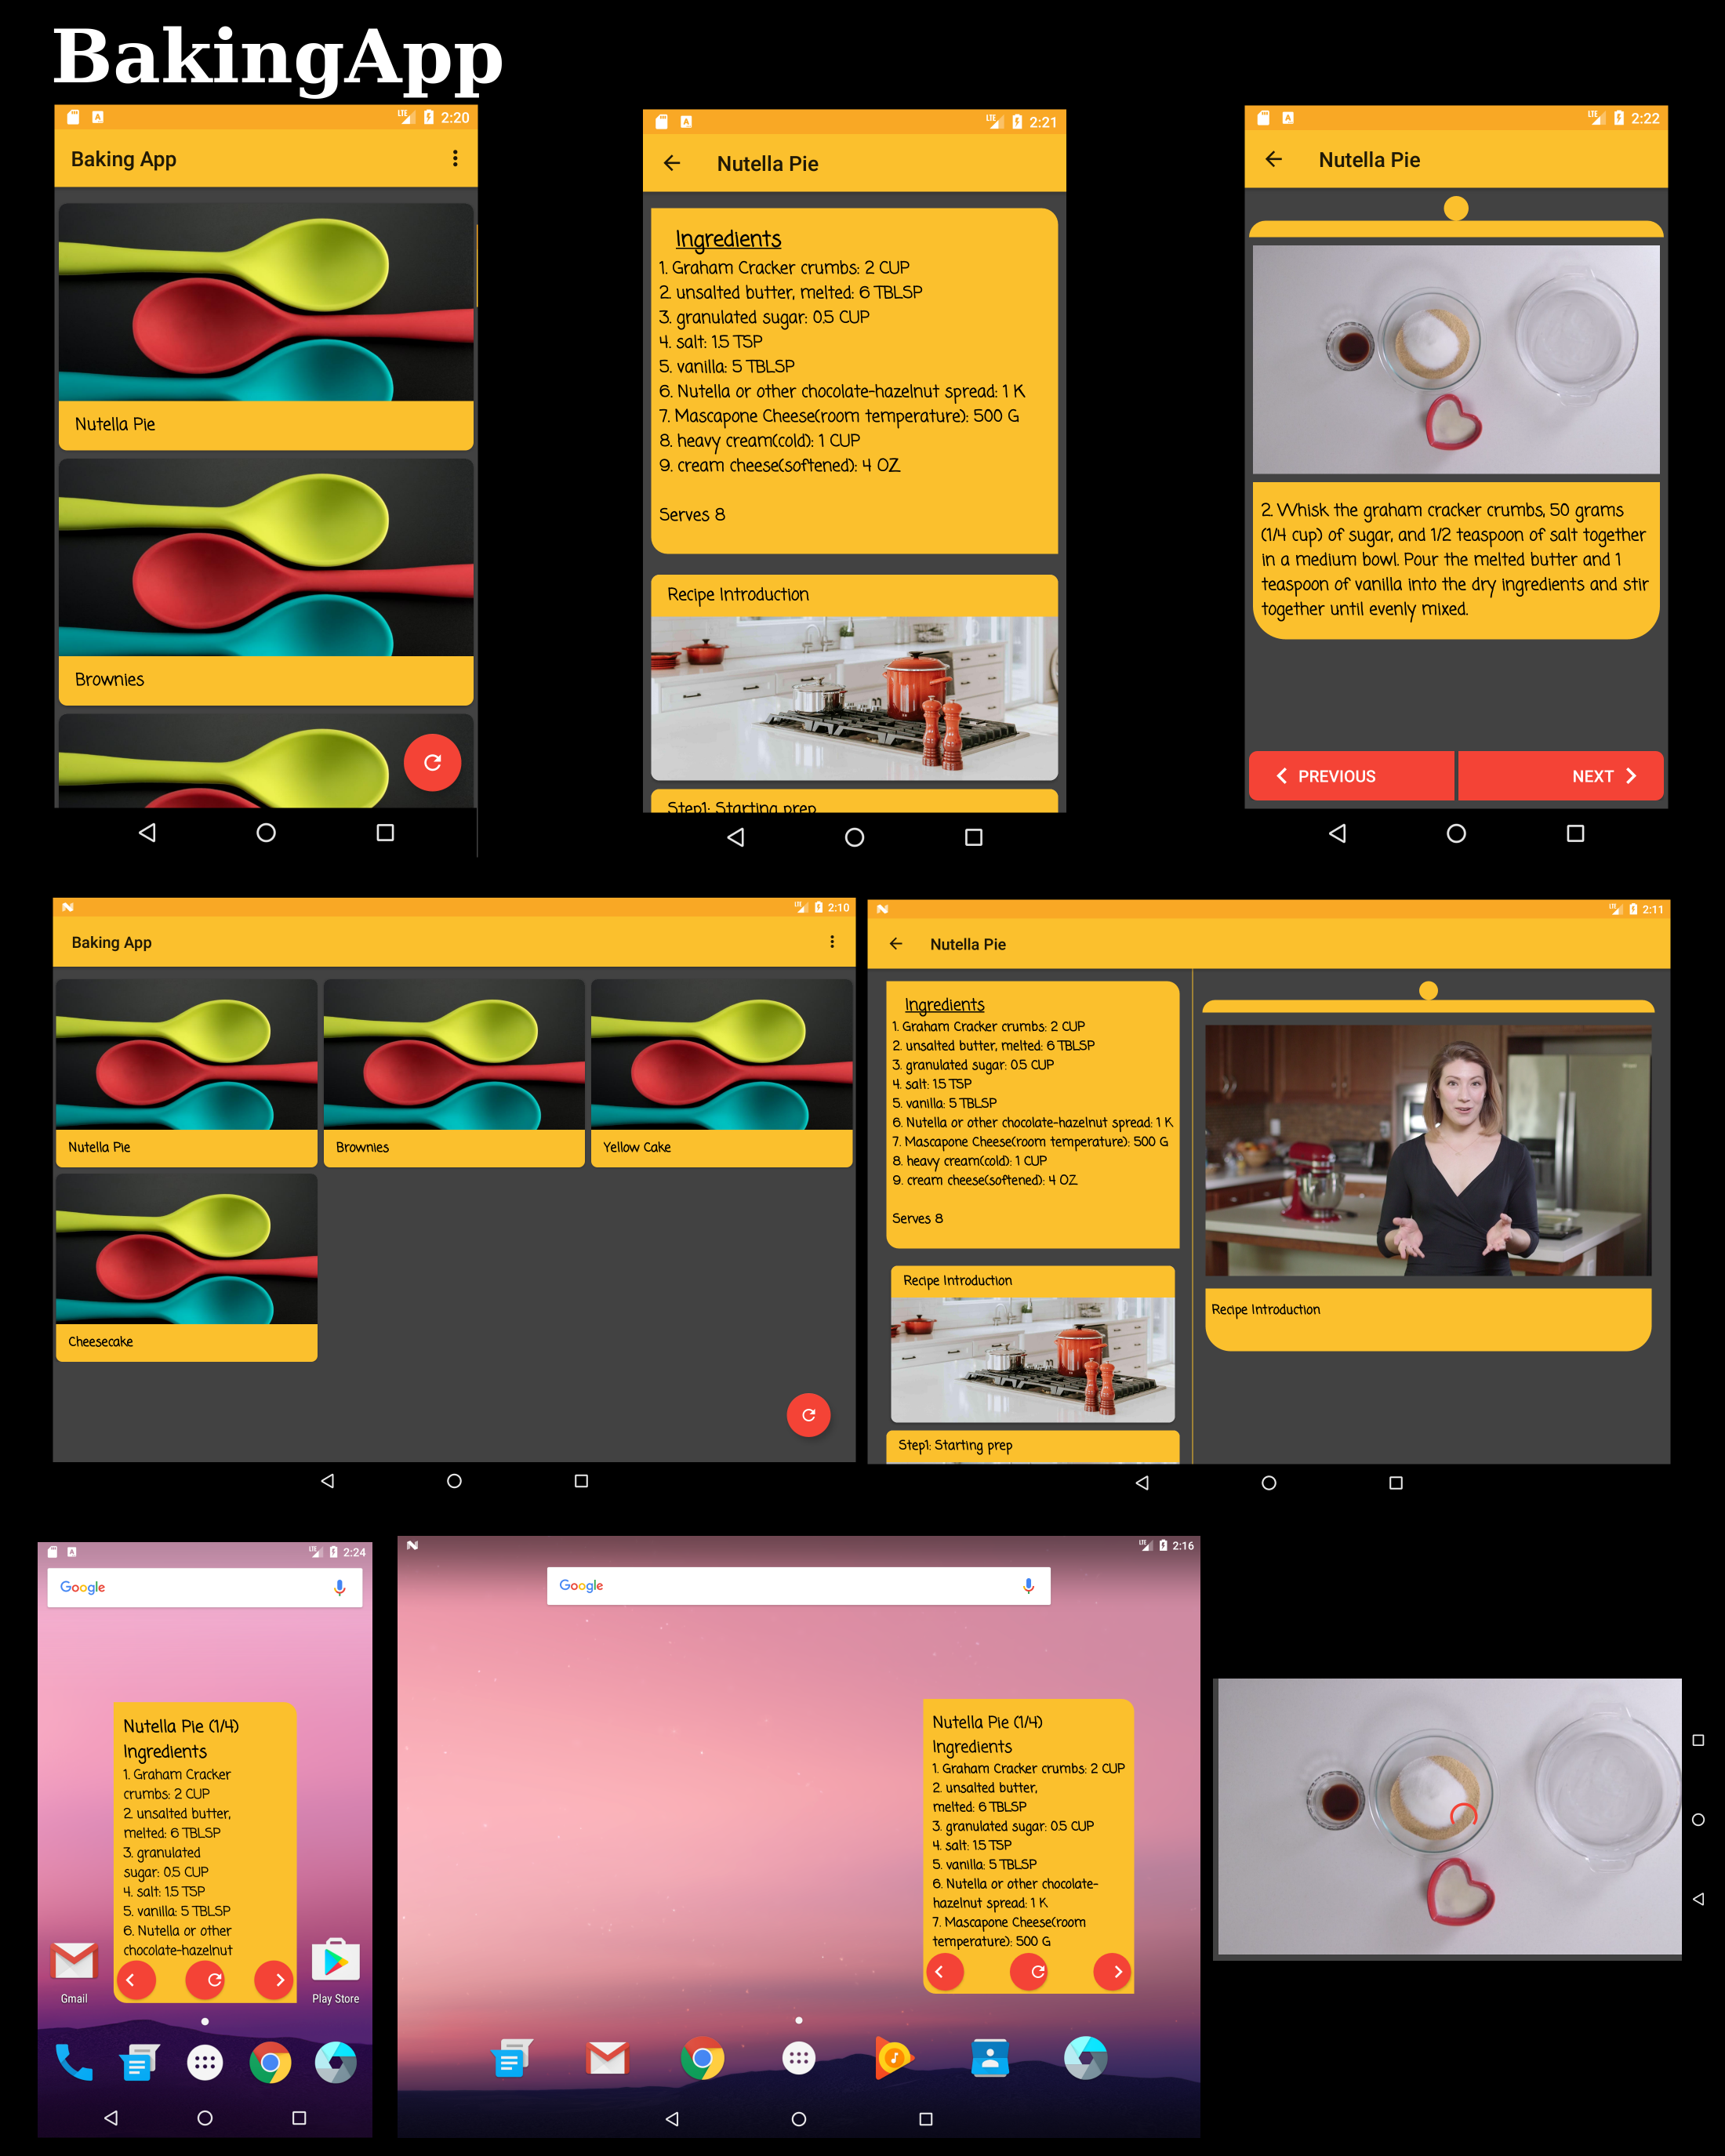 BakingApp
LTE 2:20
Baking App
Nutella Pie
Brownies
LTE 2:21
Nutella Pie
Ingredients
1. Graham Cracker crumbs: 2 CUP
2. unsalted butter, melted: 6 TBLSP
3. granulated sugar: 0.5 CUP
4. salt: 1.5 TSP
5. vanilla: 5 TBLSP
6. Nutella or other chocolate-hazelnut spread: 1 K
7. Mascapone Cheese(room temperature): 500 G
8. heavy cream(cold): 1 CUP
9. cream cheese(softened): 4 OZ
Serves 8
Recipe Introduction
Step1: Starting prep
LTE 2:22
Nutella Pie
2. Whisk the graham cracker crumbs, 50 grams
(1/4 cup) of sugar, and 1/2 teaspoon of salt together
in a medium bowl. Pour the melted butter and 1
teaspoon of vanilla into the dry ingredients and stir
together until evenly mixed.
PREVIOUS
NEXT
LTE 2:10
Baking App
Nutella Pie
Brownies
Yellow Cake
Cheesecake
LTE 2:11
Nutella Pie
Ingredients
1. Graham Cracker crumbs: 2 CUP
2. unsalted butter, melted: 6 TBLSP
3. granulated sugar: 0.5 CUP
4. salt: 1.5 TSP
5. vanilla: 5 TBLSP
6. Nutella or other chocolate-hazelnut spread: 1 K
7. Mascapone Cheese(room temperature): 500 G
8. heavy cream(cold): 1 CUP
9. cream cheese(softened): 4 OZ
Serves 8
Recipe Introduction
Step1: Starting prep
Recipe Introduction
LTE 2:24
Google
Nutella Pie (1/4)
Ingredients
1. Graham Cracker
crumbs: 2 CUP
2. unsalted butter,
melted: 6 TBLSP
3. granulated
sugar: 0.5 CUP
4. salt: 1.5 TSP
5. vanilla: 5 TBLSP
6. Nutella or other
chocolate-hazelnut
Gmail
Play Store
LTE 2:16
Google
Nutella Pie (1/4)
Ingredients
1. Graham Cracker crumbs: 2 CUP
2. unsalted butter,
melted: 6 TBLSP
3. granulated sugar: 0.5 CUP
4. salt: 1.5 TSP
5. vanilla: 5 TBLSP
6. Nutella or other chocolate-
hazelnut spread: 1 K
7. Mascapone Cheese(room
temperature): 500 G